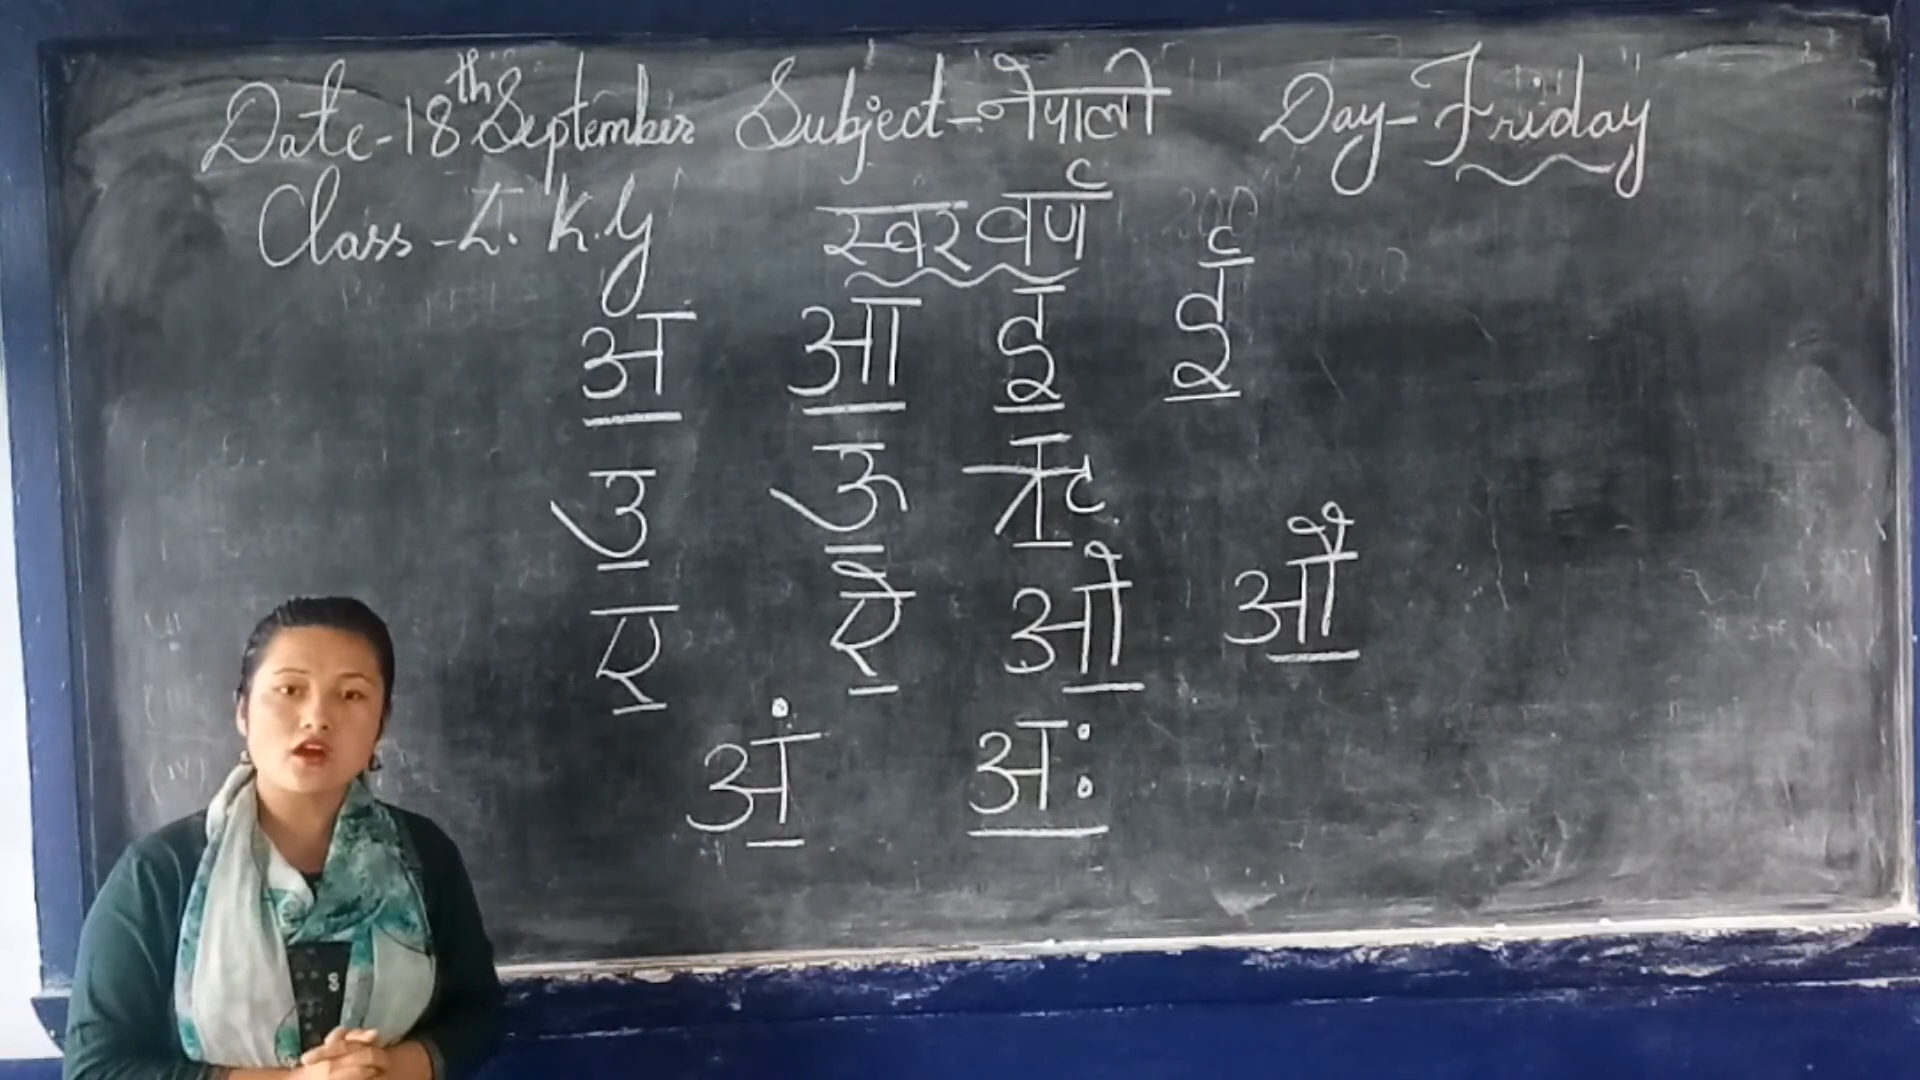 Date-18th September Subject-नेपाली Day-Friday
Class-L.K.G
स्वरवर्ण
अ आ इ ई
उ ऊ ऋ
ए ऐ ओ औ
अं अः